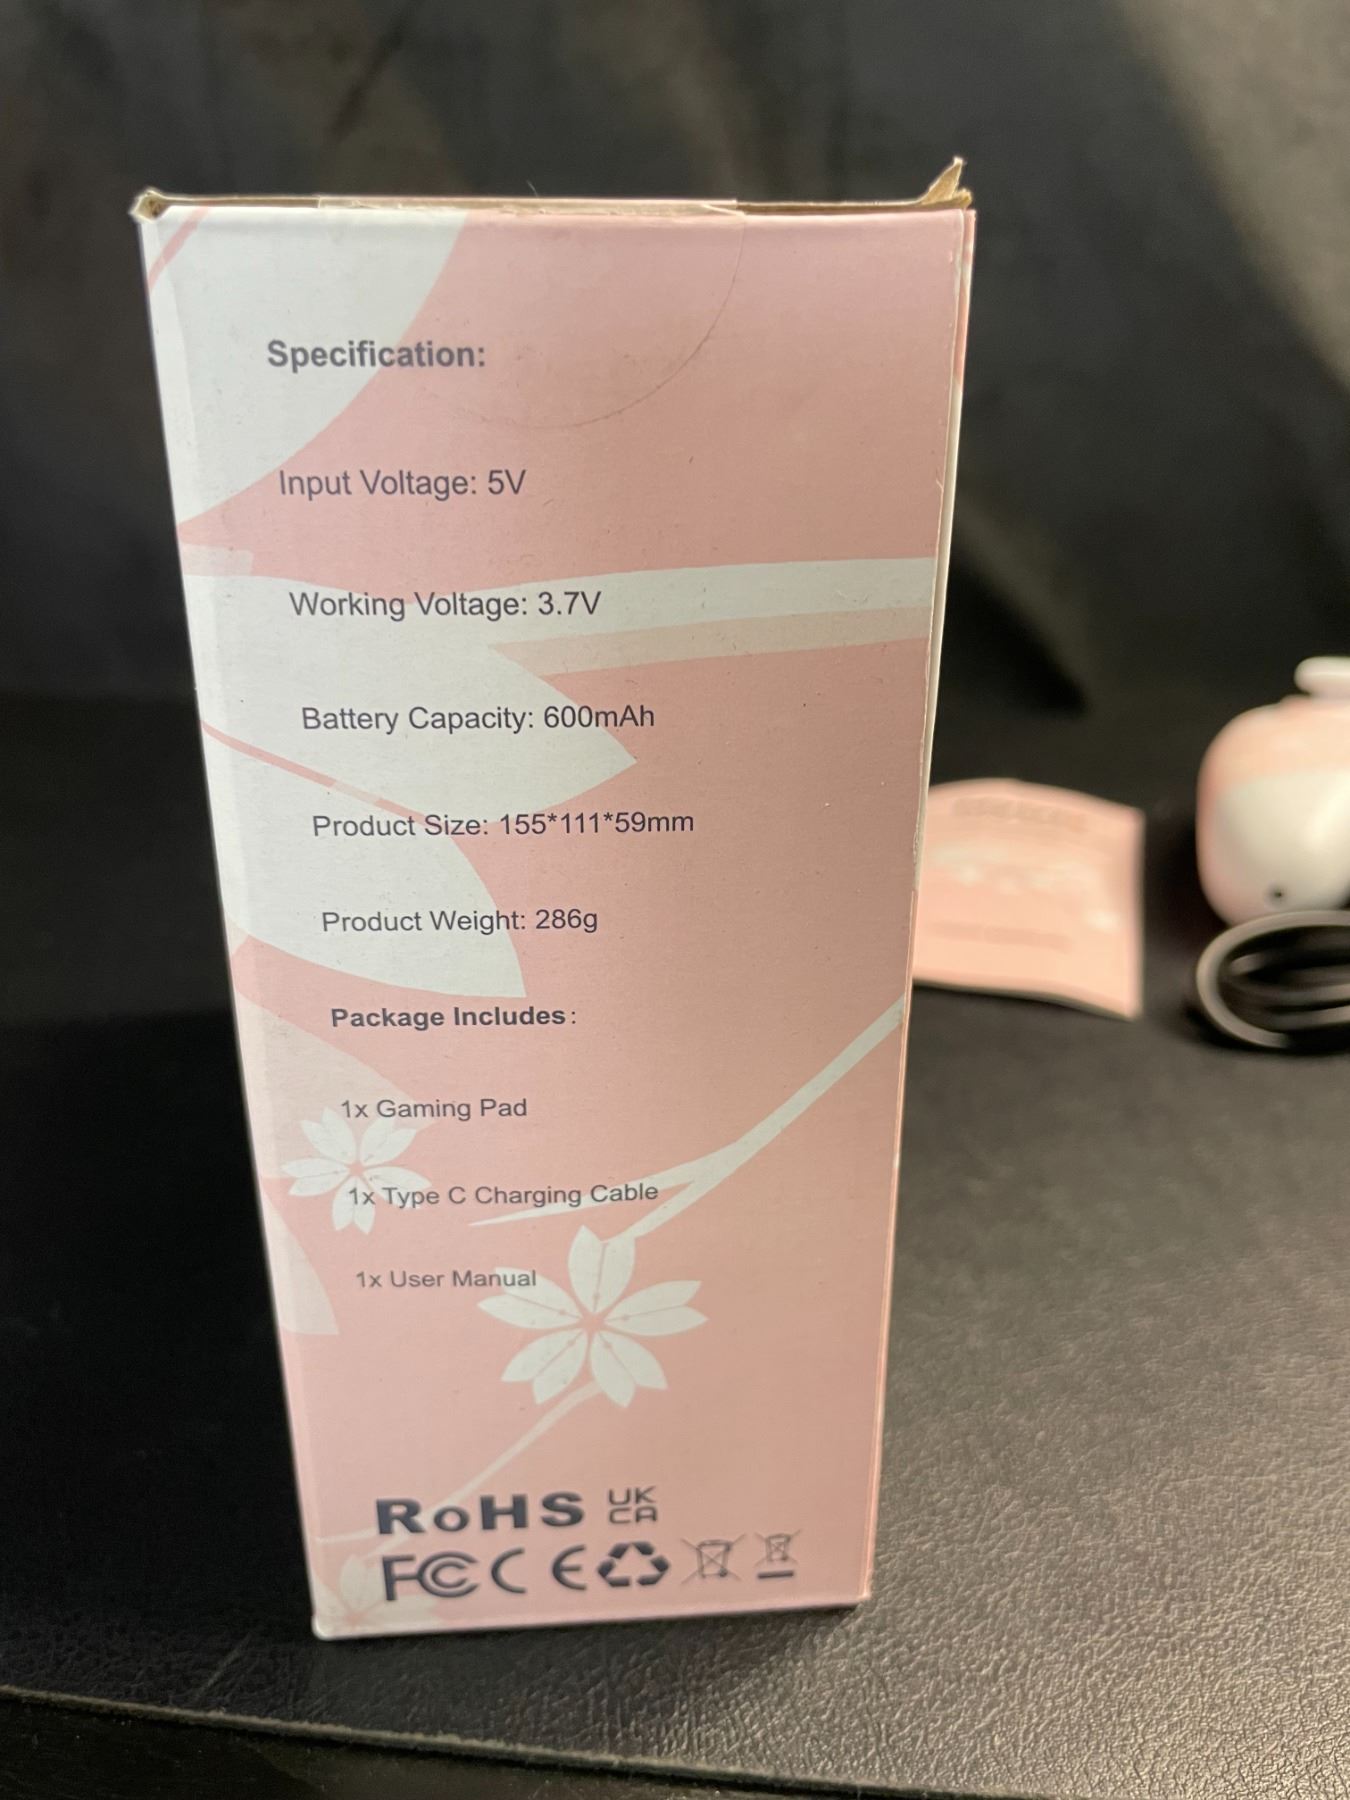 Specification:
Input Voltage: 5V
Working Voltage: 3.7V
Battery Capacity: 600mAh
Product Size: 155*111*59mm
Product Weight: 286g
Package Includes:
1x Gaming Pad
1x Type C Charging Cable
1x User Manual
RoHS UK
CA
FC CE